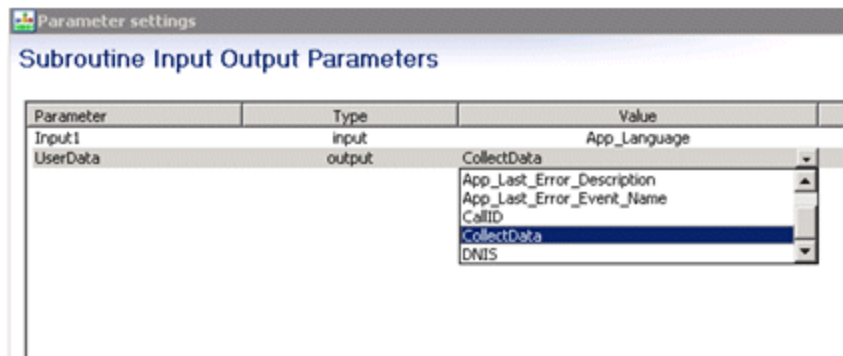 Parameter settings
Subroutine Input Output Parameters
Parameter Type Value
Input1 input App_Language
UserData output CollectData
App_Last_Error_Description
App_Last_Error_Event_Name
CallID
CollectData
DNIS